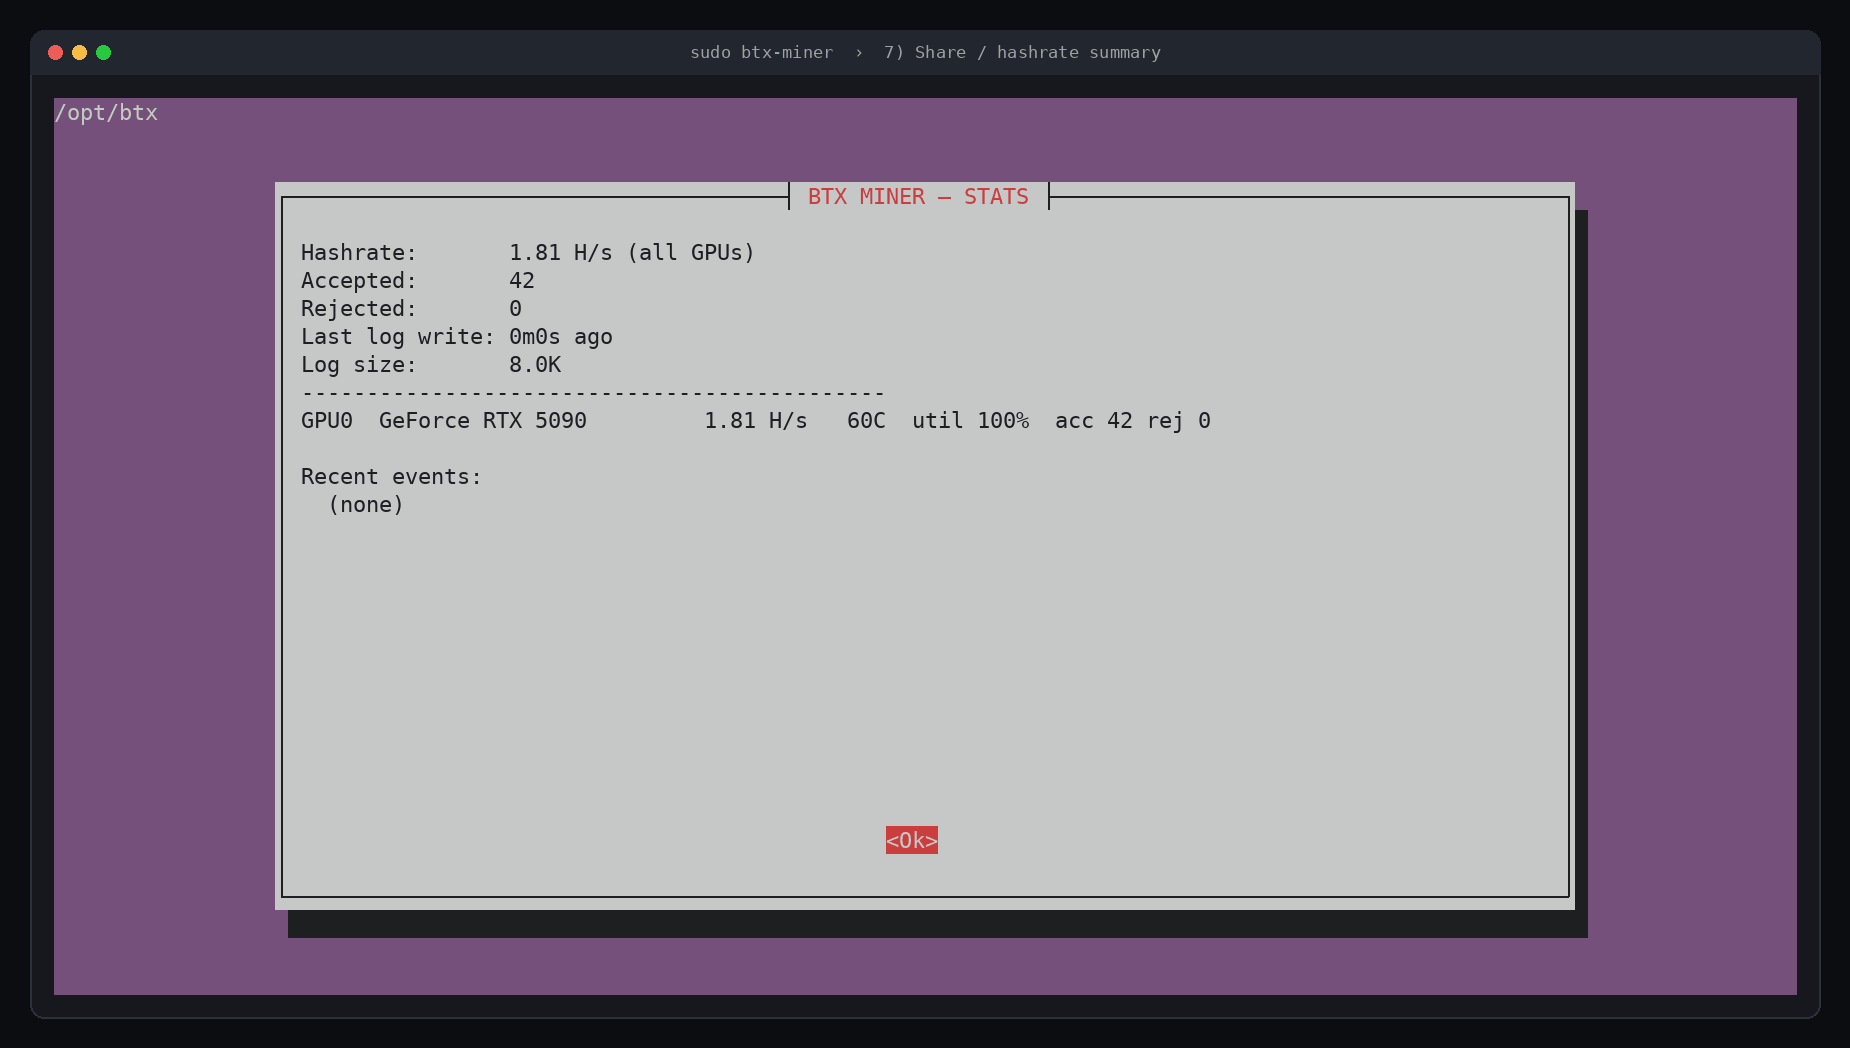 sudo btx-miner › 7) Share / hashrate summary
/opt/btx
BTX MINER — STATS
Hashrate: 1.81 H/s (all GPUs)
Accepted: 42
Rejected: 0
Last log write: 0m0s ago
Log size: 8.0K
---------------------------------------------
GPU0 GeForce RTX 5090 1.81 H/s 60C util 100% acc 42 rej 0
Recent events:
(none)
<Ok>